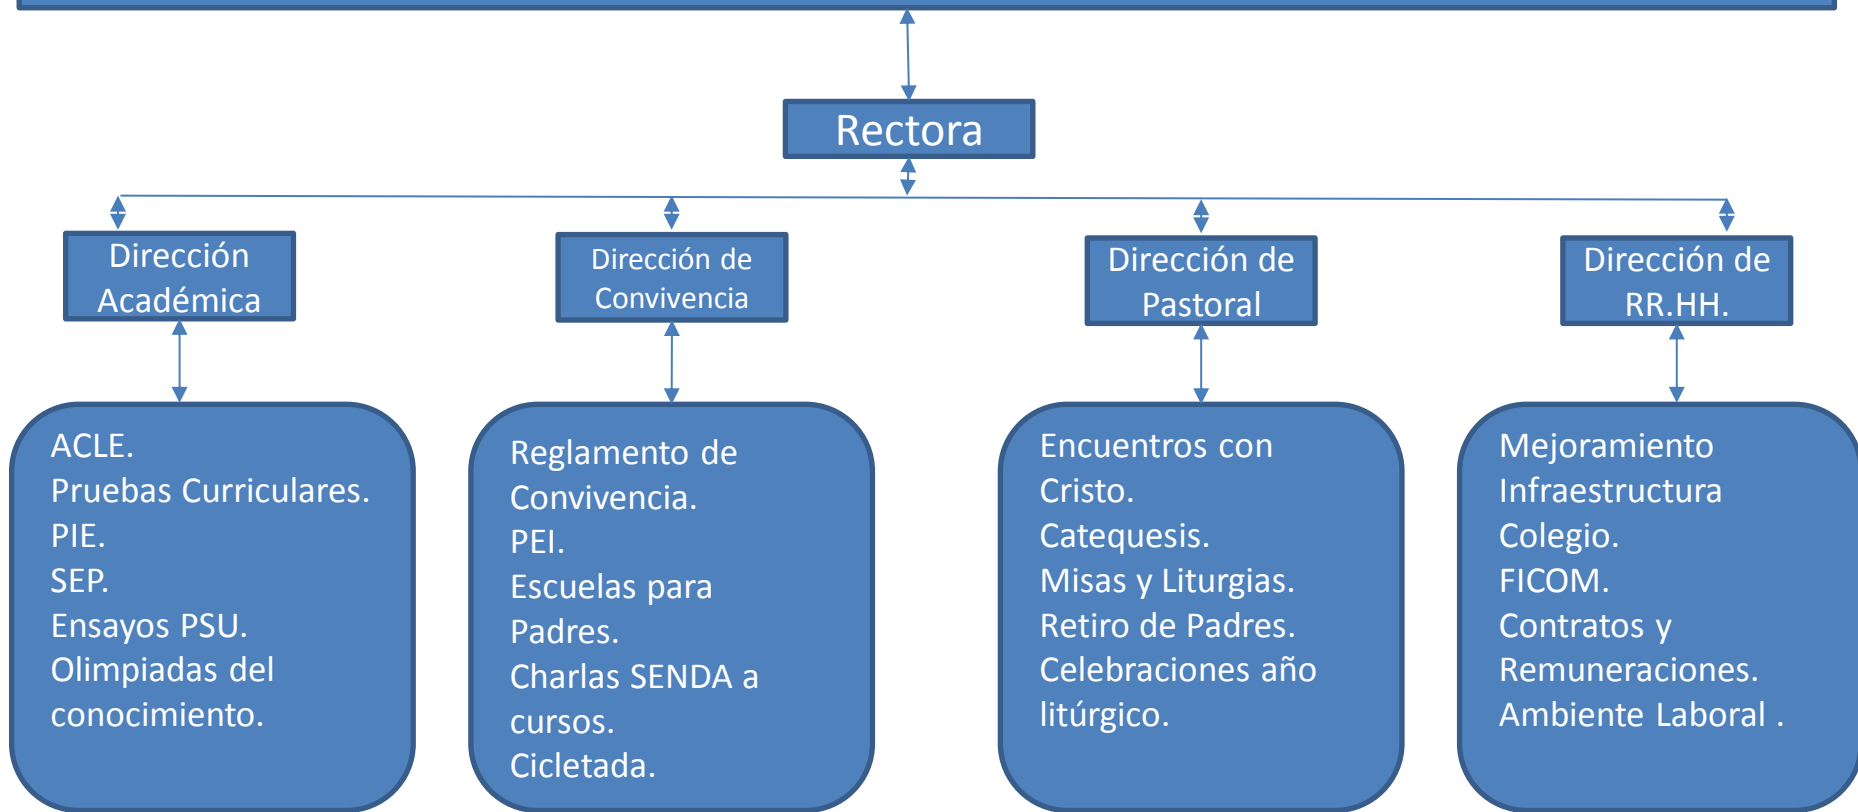 Rectora
Dirección
Académica
Dirección de
Convivencia
Dirección de
Pastoral
Dirección de
RR.HH.
ACLE.
Pruebas Curriculares.
PIE.
SEP.
Ensayos PSU.
Olimpiadas del
conocimiento.
Reglamento de
Convivencia.
PEI.
Escuelas para
Padres.
Charlas SENDA a
cursos.
Cicletada.
Encuentros con
Cristo.
Catequesis.
Misas y Liturgias.
Retiro de Padres.
Celebraciones año
litúrgico.
Mejoramiento
Infraestructura
Colegio.
FICOM.
Contratos y
Remuneraciones.
Ambiente Laboral .